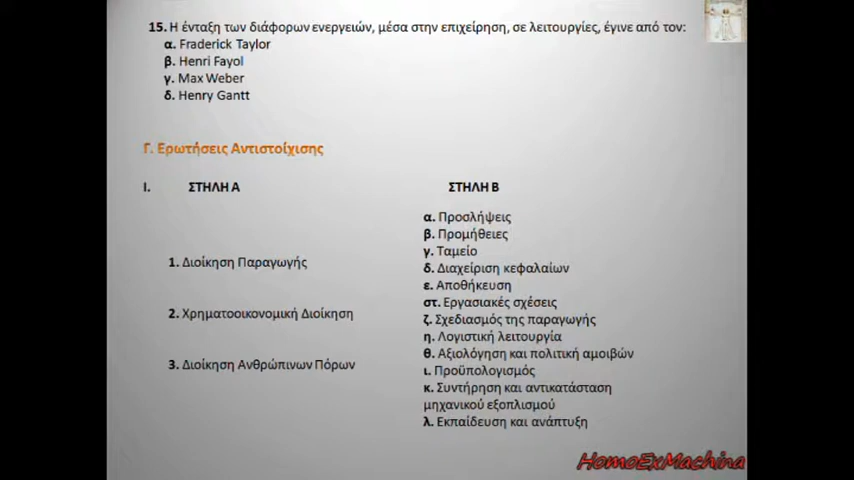 15. Η ένταξη των διάφορων ενεργειών, μέσα στην επιχείρηση, σε λειτουργίες, έγινε από τον:
α. Fraderick Taylor
β. Henri Fayol
γ. Max Weber
δ. Henry Gantt
Γ. Ερωτήσεις Αντιστοίχισης
Ι. ΣΤΗΛΗ Α ΣΤΗΛΗ Β
α. Προσλήψεις
β. Προμήθειες
γ. Ταμείο
1. Διοίκηση Παραγωγής
δ. Διαχείριση κεφαλαίων
ε. Αποθήκευση
στ. Εργασιακές σχέσεις
2. Χρηματοοικονομική Διοίκηση
ζ. Σχεδιασμός της παραγωγής
η. Λογιστική λειτουργία
θ. Αξιολόγηση και πολιτική αμοιβών
3. Διοίκηση Ανθρώπινων Πόρων
ι. Προϋπολογισμός
κ. Συντήρηση και αντικατάσταση
μηχανικού εξοπλισμού
λ. Εκπαίδευση και ανάπτυξη
HomoExMachina